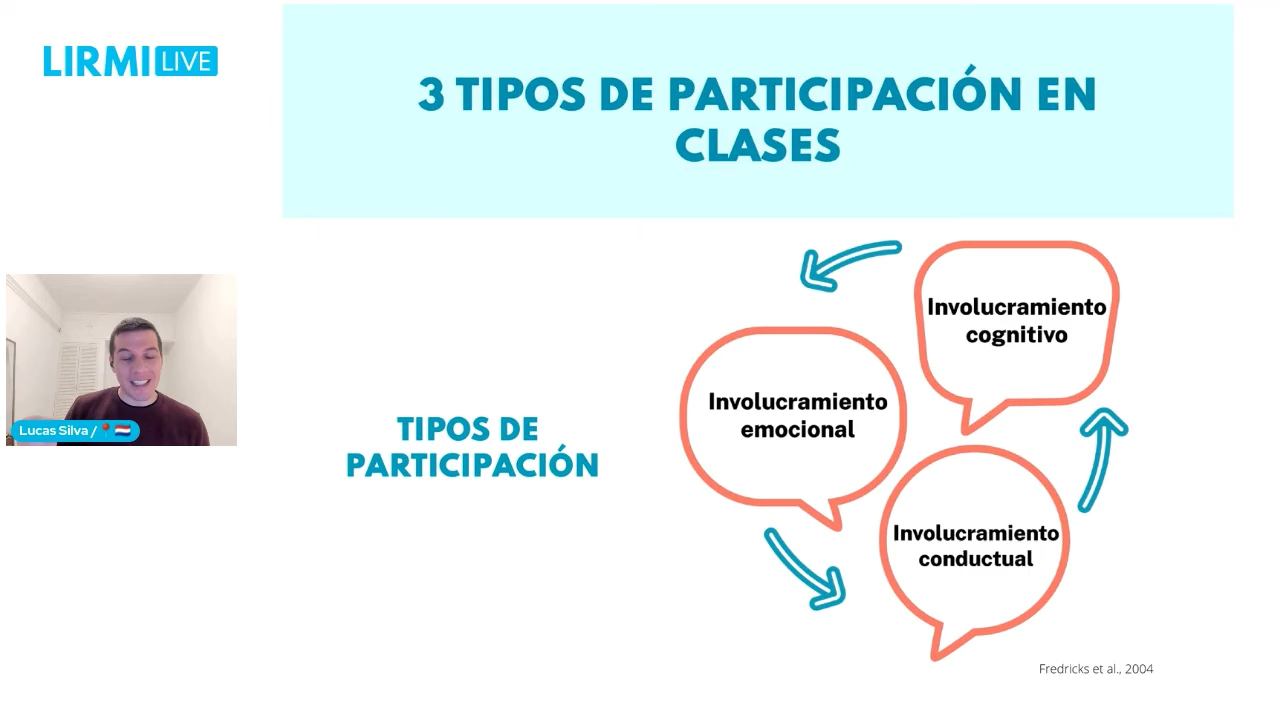 LIRMI LIVE
3 TIPOS DE PARTICIPACIÓN EN
CLASES
Involucramiento
cognitivo
Involucramiento
emocional
TIPOS DE
PARTICIPACIÓN
Involucramiento
conductual
Lucas Silva /
Fredricks et al., 2004